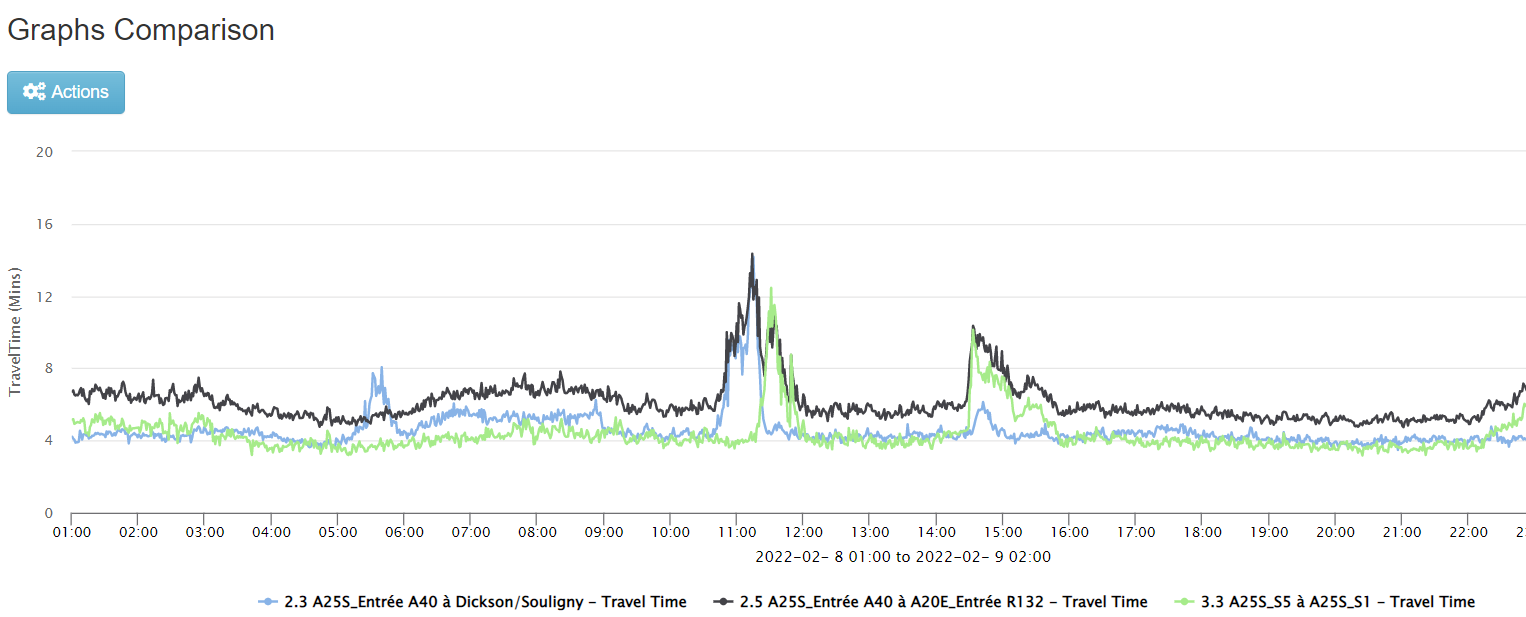 Graphs Comparison
Actions
20
16
12
8
4
0
TravelTime (Mins)
01:00 02:00 03:00 04:00 05:00 06:00 07:00 08:00 09:00 10:00 11:00 12:00 13:00 14:00 15:00 16:00 17:00 18:00 19:00 20:00 21:00 22:00
2022-02- 8 01:00 to 2022-02- 9 02:00
2.3 A25S_Entrée A40 à Dickson/Souligny - Travel Time 2.5 A25S_Entrée A40 à A20E_Entrée R132 - Travel Time 3.3 A25S_S5 à A25S_S1 - Travel Time